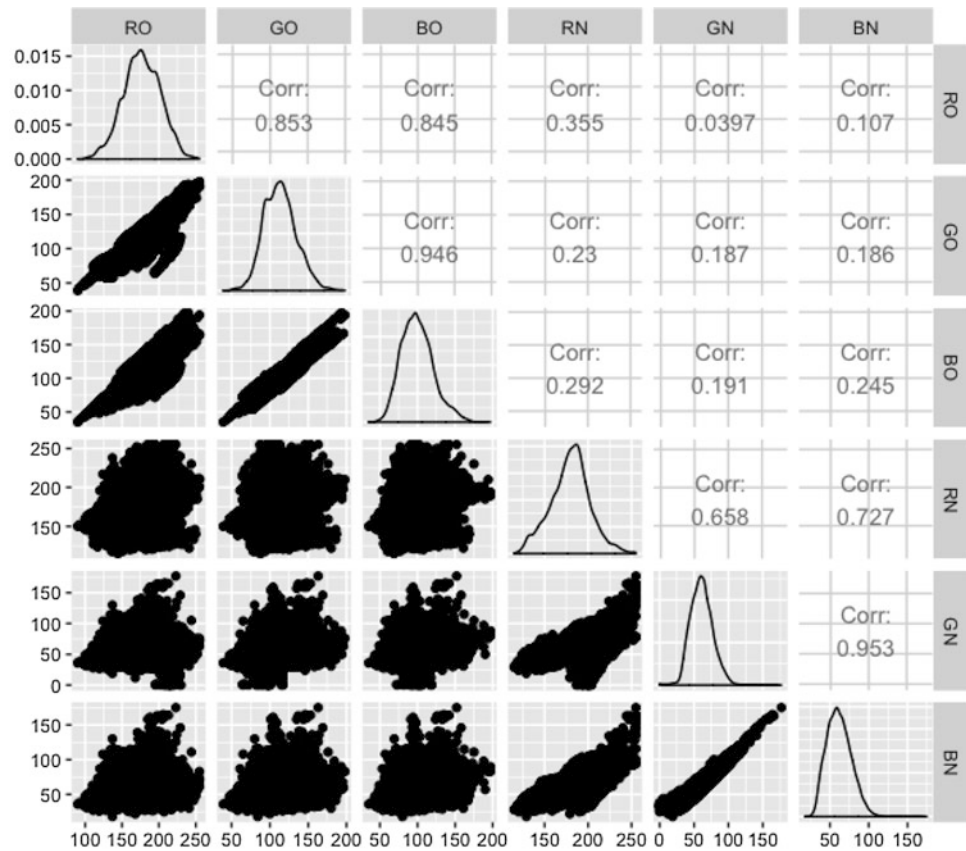 RO GO BO RN GN BN
0.015
0.010
0.005
0.000
Corr:
0.853
Corr:
0.845
Corr:
0.355
Corr:
0.0397
Corr:
0.107
RO
200
150
100
50
Corr:
0.946
Corr:
0.23
Corr:
0.187
Corr:
0.186
GO
200
150
100
50
Corr:
0.292
Corr:
0.191
Corr:
0.245
BO
250
200
150
Corr:
0.658
Corr:
0.727
RN
150
100
50
0
Corr:
0.953
GN
150
100
50
BN
100 150 200 250 50 100 150 200 50 100 150 200 150 200 250 0 50 100 150 50 100 150